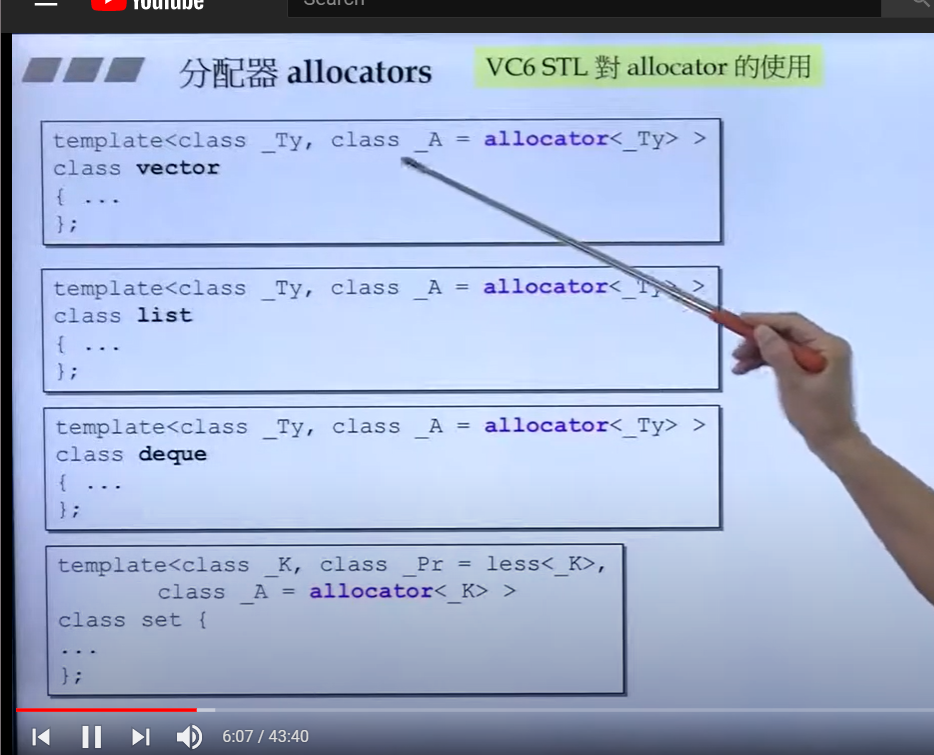 YouTube
Search
分配器 allocators
VC6 STL 對 allocator 的使用
template<class _Ty, class _A = allocator<_Ty> >
class vector
{ ...
};
template<class _Ty, class _A = allocator<_Ty> >
class list
{ ...
};
template<class _Ty, class _A = allocator<_Ty> >
class deque
{ ...
};
template<class _K, class _Pr = less<_K>,
class _A = allocator<_K> >
class set {
...
};
6:07 / 43:40